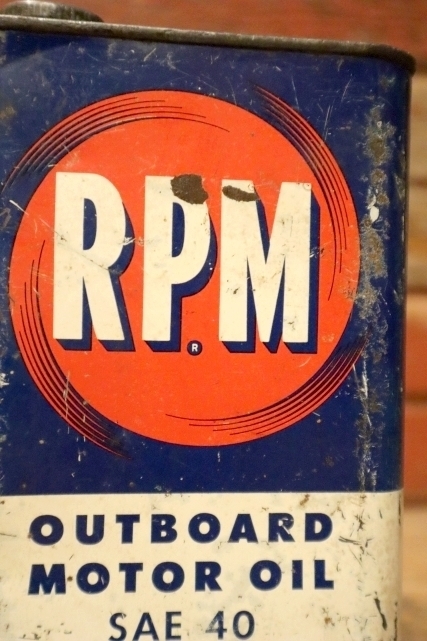 RPM
®
OUTBOARD
MOTOR OIL
SAE 40